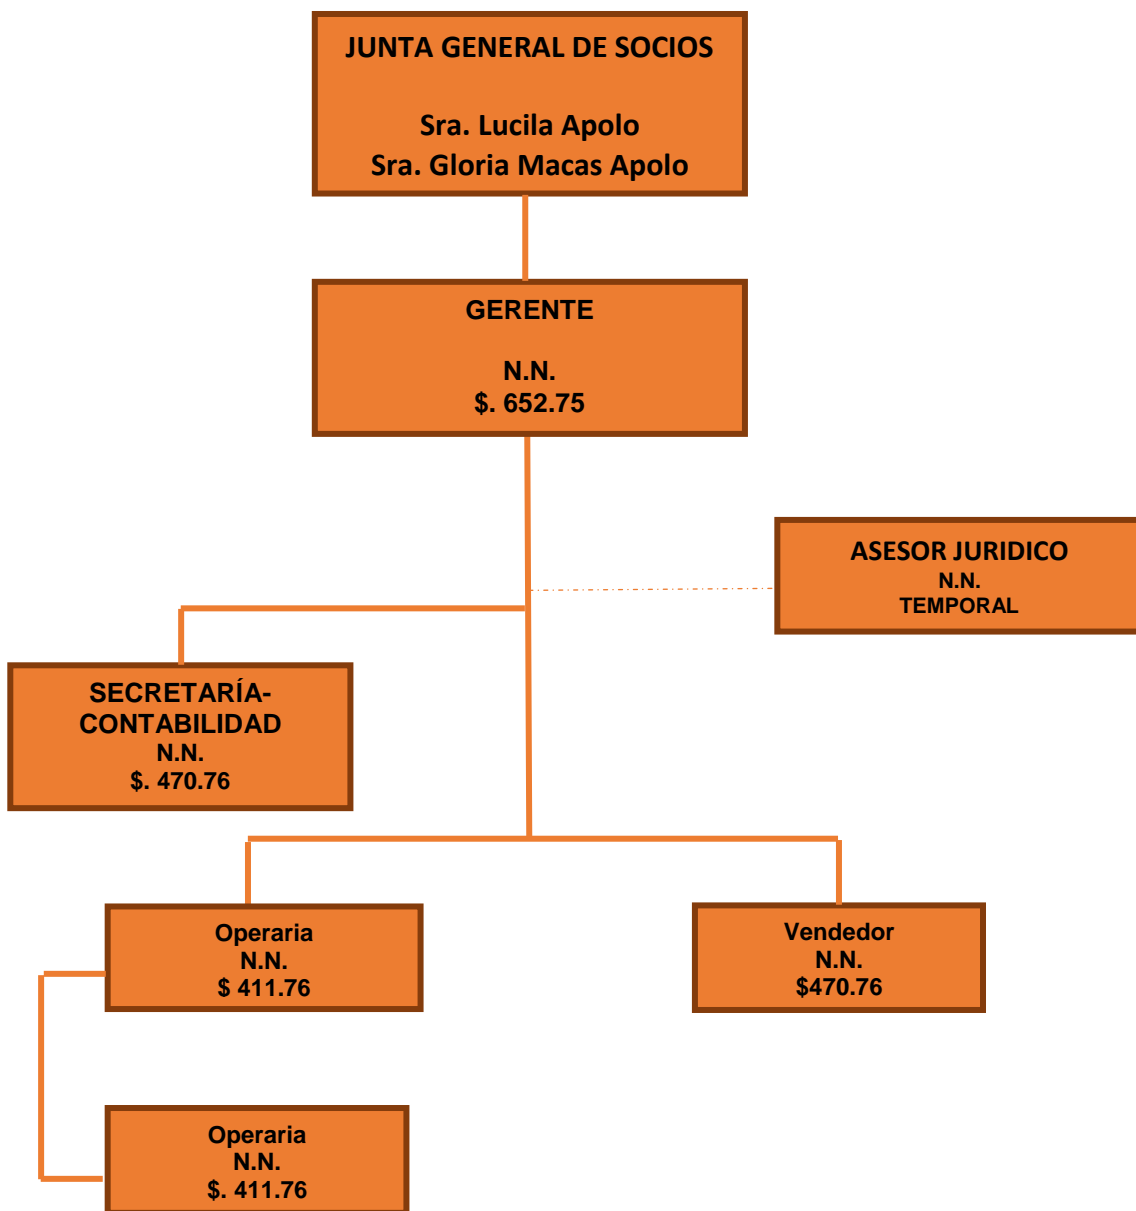 JUNTA GENERAL DE SOCIOS
Sra. Lucila Apolo
Sra. Gloria Macas Apolo
GERENTE
N.N.
$. 652.75
ASESOR JURIDICO
N.N.
TEMPORAL
SECRETARÍA-
CONTABILIDAD
N.N.
$. 470.76
Operaria
N.N.
$ 411.76
Vendedor
N.N.
$470.76
Operaria
N.N.
$. 411.76